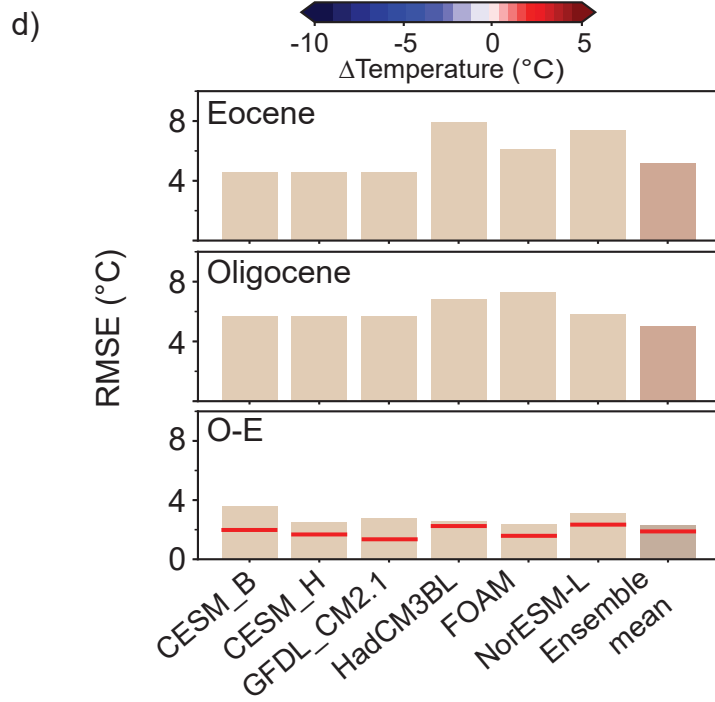 d)
-10 -5 0 5
ΔTemperature (°C)
Eocene
8
4
Oligocene
8
4
RMSE (°C)
O-E
8
4
0
CESM_B
CESM_H
GFDL_CM2.1
HadCM3BL
FOAM
NorESM-L
Ensemble
mean